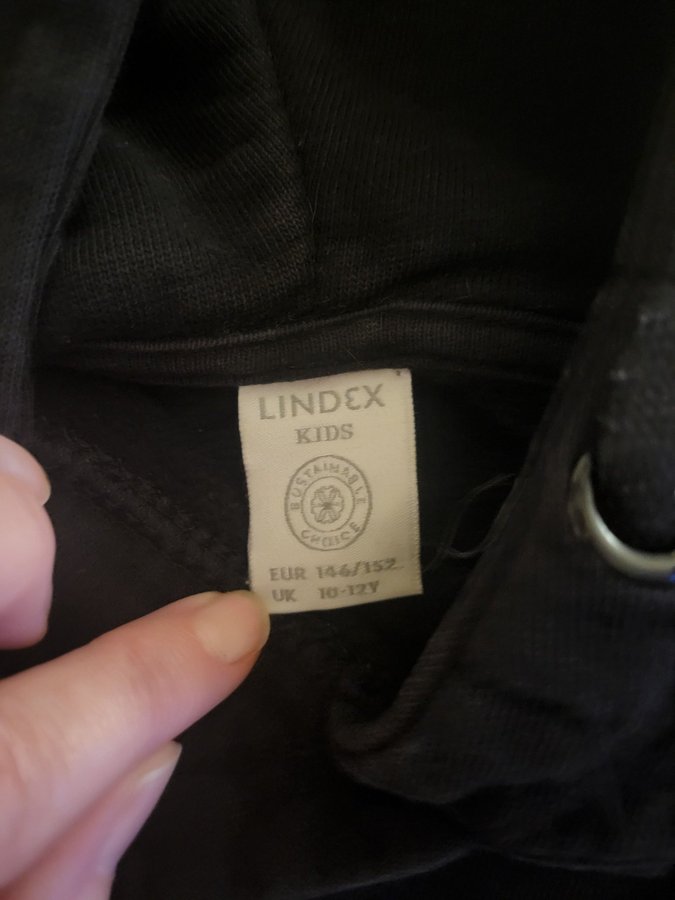 LINDEX
KIDS
SUSTAINABLE
CHOICE
EUR 146/152
UK 10-12Y